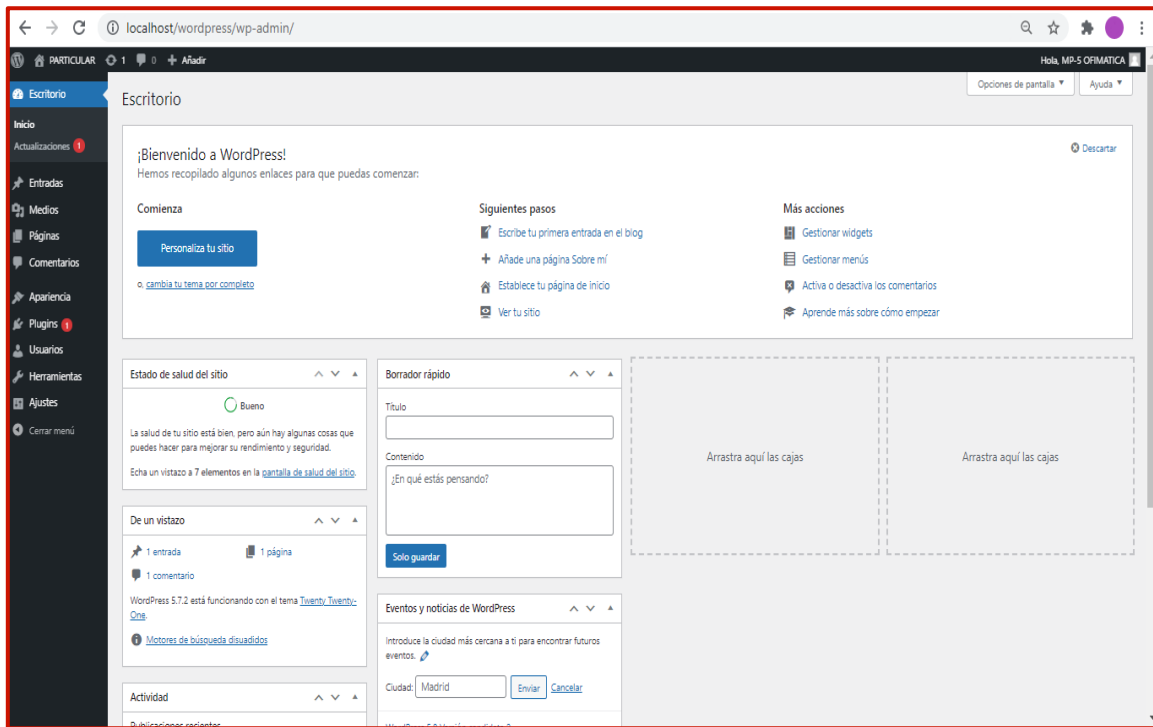 localhost/wordpress/wp-admin/
PARTICULAR 1 0 + Añadir
Hola, MP-5 OFIMATICA
Escritorio
Inicio
Actualizaciones 1
Entradas
Medios
Páginas
Comentarios
Apariencia
Plugins 1
Usuarios
Herramientas
Ajustes
Cerrar menú
Opciones de pantalla
Ayuda
Escritorio
¡Bienvenido a WordPress!
Descartar
Hemos recopilado algunos enlaces para que puedas comenzar:
Comienza
Personaliza tu sitio
o, cambia tu tema por completo
Siguientes pasos
Escribe tu primera entrada en el blog
Añade una página Sobre mí
Establece tu página de inicio
Ver tu sitio
Más acciones
Gestionar widgets
Gestionar menús
Activa o desactiva los comentarios
Aprende más sobre cómo empezar
Estado de salud del sitio
Bueno
La salud de tu sitio está bien, pero aún hay algunas cosas que
puedes hacer para mejorar su rendimiento y seguridad.
Echa un vistazo a 7 elementos en la pantalla de salud del sitio.
De un vistazo
1 entrada
1 página
1 comentario
WordPress 5.7.2 está funcionando con el tema Twenty Twenty-
One.
Motores de búsqueda disuadidos
Actividad
Publicaciones recientes
Borrador rápido
Título
Contenido
¿En qué estás pensando?
Solo guardar
Eventos y noticias de WordPress
Introduce la ciudad más cercana a ti para encontrar futuros
eventos.
Ciudad: Madrid Enviar Cancelar
Arrastra aquí las cajas
Arrastra aquí las cajas